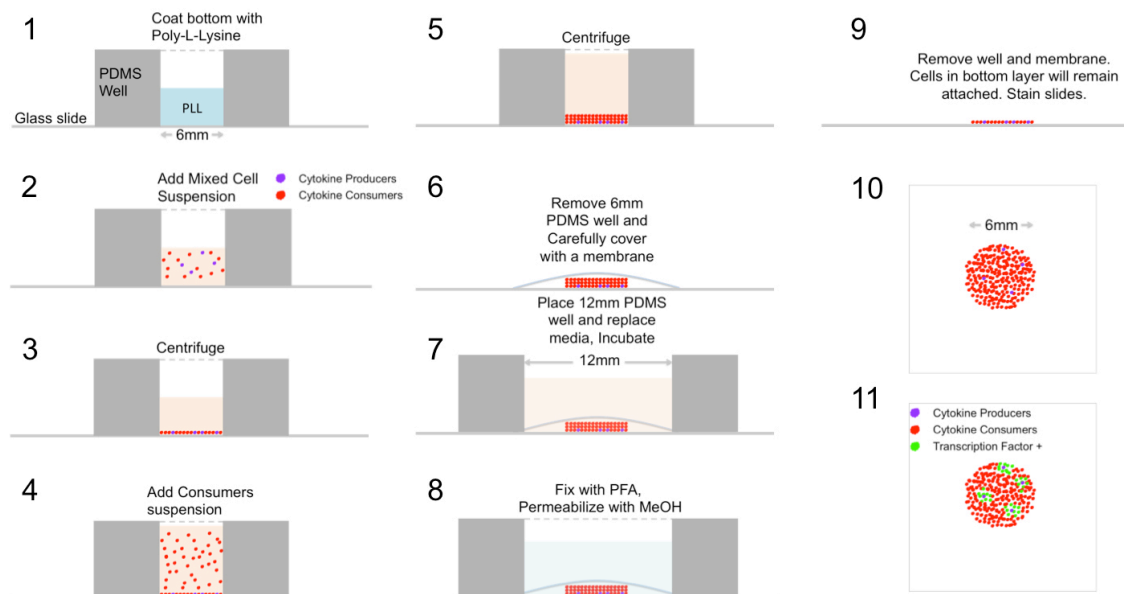 1
Coat bottom with
Poly-L-Lysine
PDMS
Well
PLL
Glass slide
6mm
2
Add Mixed Cell
Suspension
Cytokine Producers
Cytokine Consumers
3
Centrifuge
4
Add Consumers
suspension
5
Centrifuge
6
Remove 6mm
PDMS well and
Carefully cover
with a membrane
7
Place 12mm PDMS
well and replace
media, Incubate
12mm
8
Fix with PFA,
Permeabilize with MeOH
9
Remove well and membrane.
Cells in bottom layer will remain
attached. Stain slides.
10
6mm
11
Cytokine Producers
Cytokine Consumers
Transcription Factor +